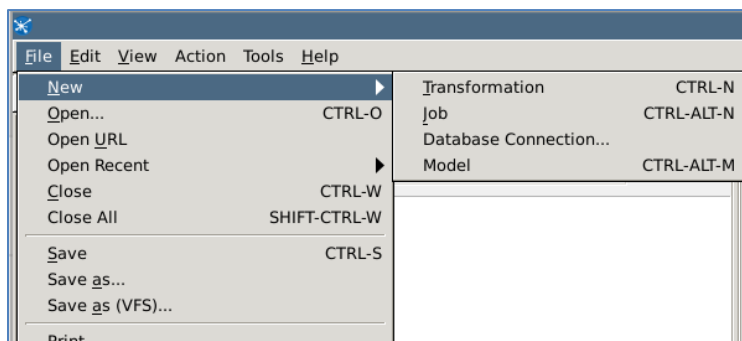 File Edit View Action Tools Help
New
Open... CTRL-O
Open URL
Open Recent
Close CTRL-W
Close All SHIFT-CTRL-W
Save CTRL-S
Save as...
Save as (VFS)...
Print
Transformation CTRL-N
Job CTRL-ALT-N
Database Connection...
Model CTRL-ALT-M